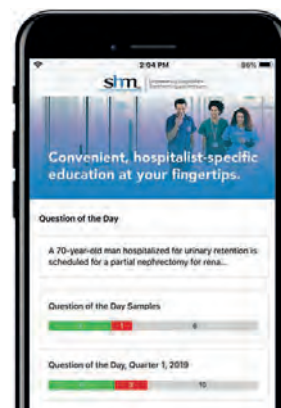 2:04 PM
shm
Convenient, hospitalist-specific
education at your fingertips.
Question of the Day
A 70-year-old man hospitalized for urinary retention is
scheduled for a partial nephrectomy for rena...
Question of the Day Samples
1 6
Question of the Day, Quarter 1, 2019
10